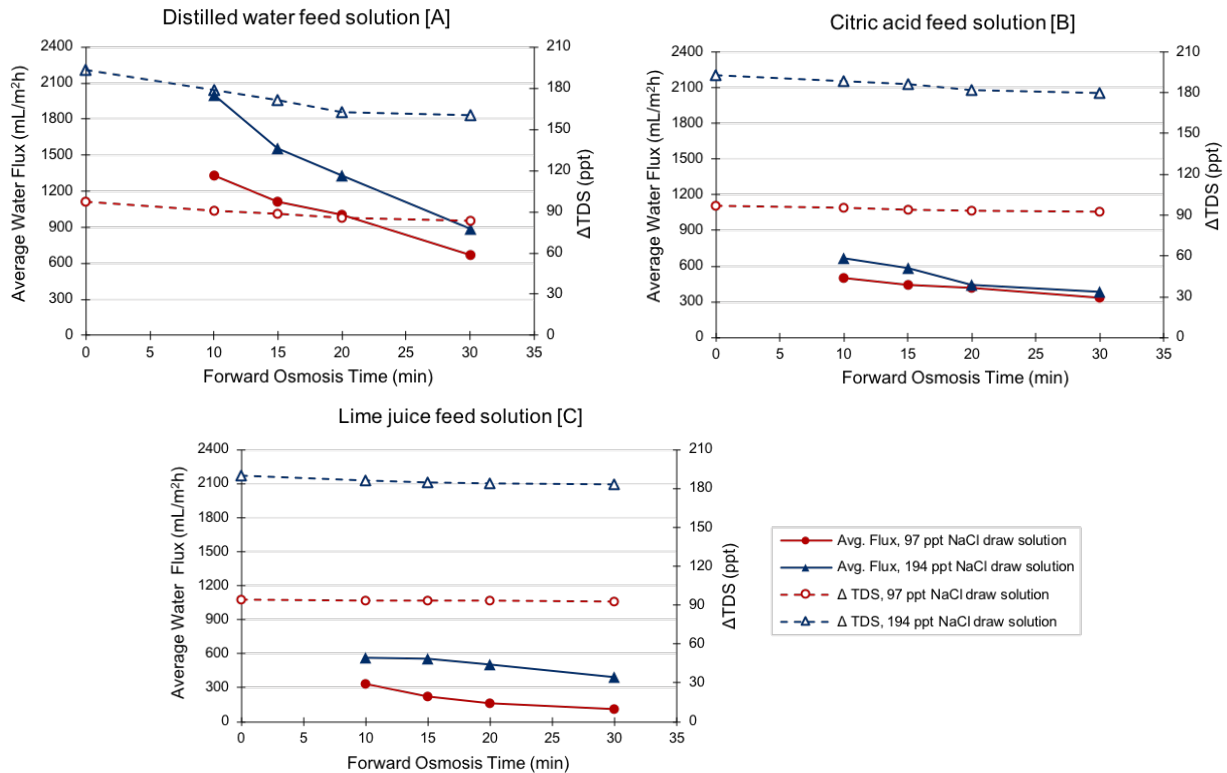 Distilled water feed solution [A]
Average Water Flux (mL/m²h)
2400
2100
1800
1500
1200
900
600
300
0
210
180
150
120
90
60
30
0
ΔTDS (ppt)
0 5 10 15 20 25 30 35
Forward Osmosis Time (min)
Citric acid feed solution [B]
Average Water Flux (mL/m²h)
2400
2100
1800
1500
1200
900
600
300
0
210
180
150
120
90
60
30
0
ΔTDS (ppt)
0 5 10 15 20 25 30 35
Forward Osmosis Time (min)
Lime juice feed solution [C]
Average Water Flux (mL/m²h)
2400
2100
1800
1500
1200
900
600
300
0
210
180
150
120
90
60
30
0
ΔTDS (ppt)
0 5 10 15 20 25 30 35
Forward Osmosis Time (min)
Avg. Flux, 97 ppt NaCl draw solution
Avg. Flux, 194 ppt NaCl draw solution
Δ TDS, 97 ppt NaCl draw solution
Δ TDS, 194 ppt NaCl draw solution